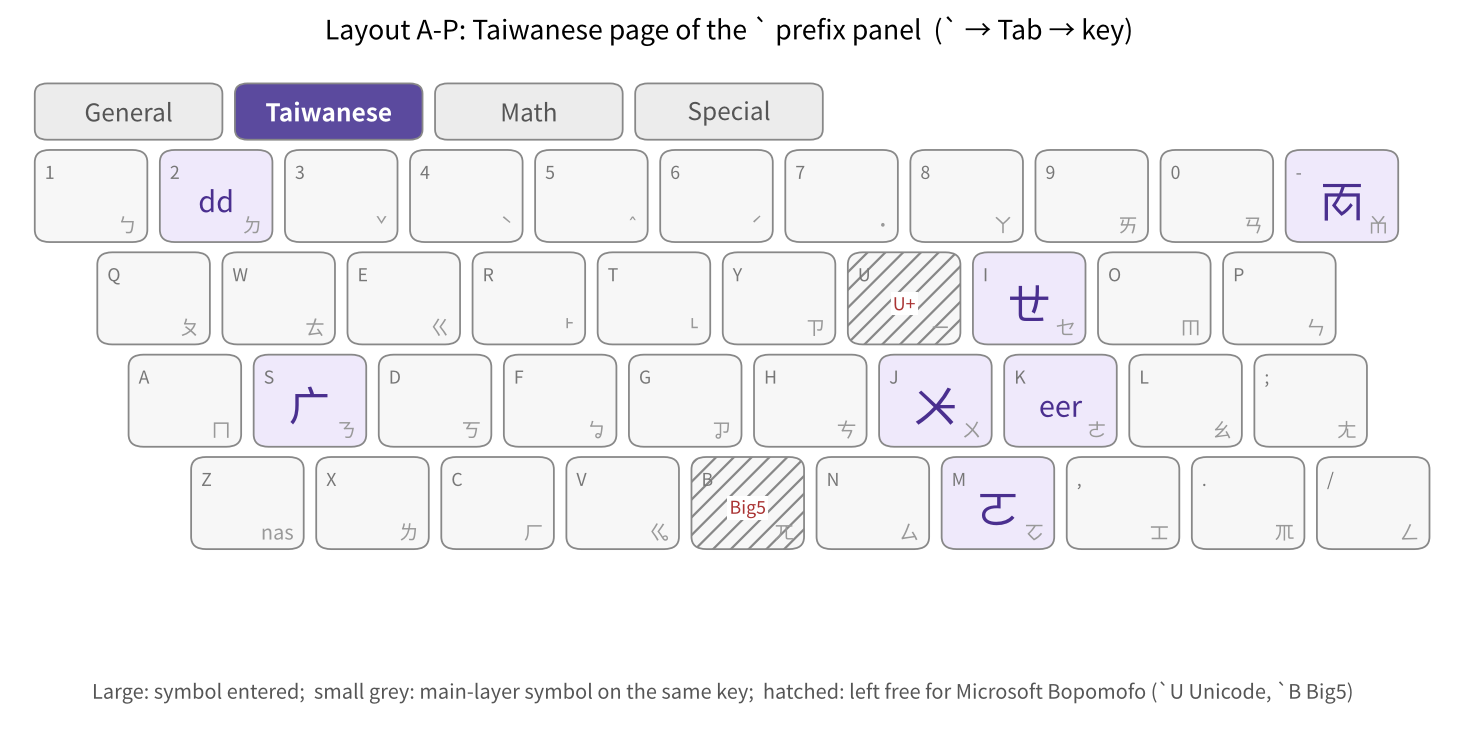 Layout A-P: Taiwanese page of the ` prefix panel (` → Tab → key)
General Taiwanese Math Special
1 ㄅ 2 dd ㄉ 3 ˇ 4 ˋ 5 ˆ 6 ˊ 7 ˙ 8 ㄚ 9 ㄞ 0 ㄢ -
Q ㄆ W ㄊ E ㄍ R ㆐ T Y ㄗ U U+ ㄧ I ㄝ O P ㄣ
A ㄇ S ㄋ D ㄎ F ㆠ G ㆡ H ㄘ J ㄨ K eer ㄜ L ㄠ ; ㄤ
Z nas X ㄌ C ㄏ V ㆣ B Big5 N ㄙ M ㆦ , ㆤ . / ㄥ
Large: symbol entered; small grey: main-layer symbol on the same key; hatched: left free for Microsoft Bopomofo (`U Unicode, `B Big5)